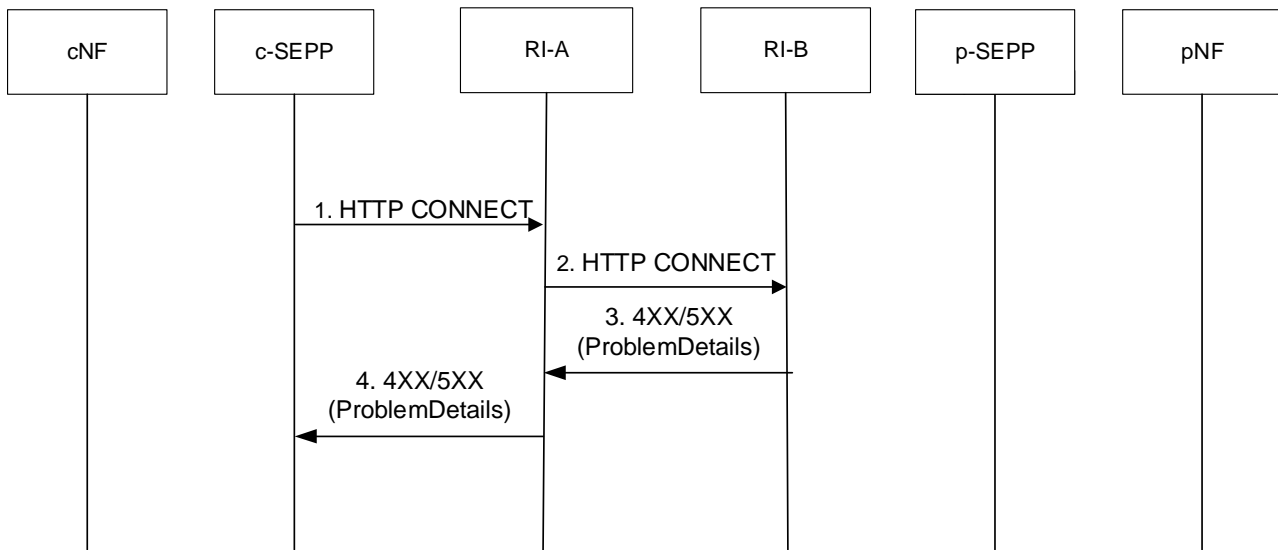 cNF
c-SEPP
RI-A
RI-B
p-SEPP
pNF
1. HTTP CONNECT
2. HTTP CONNECT
3. 4XX/5XX
(ProblemDetails)
4. 4XX/5XX
(ProblemDetails)